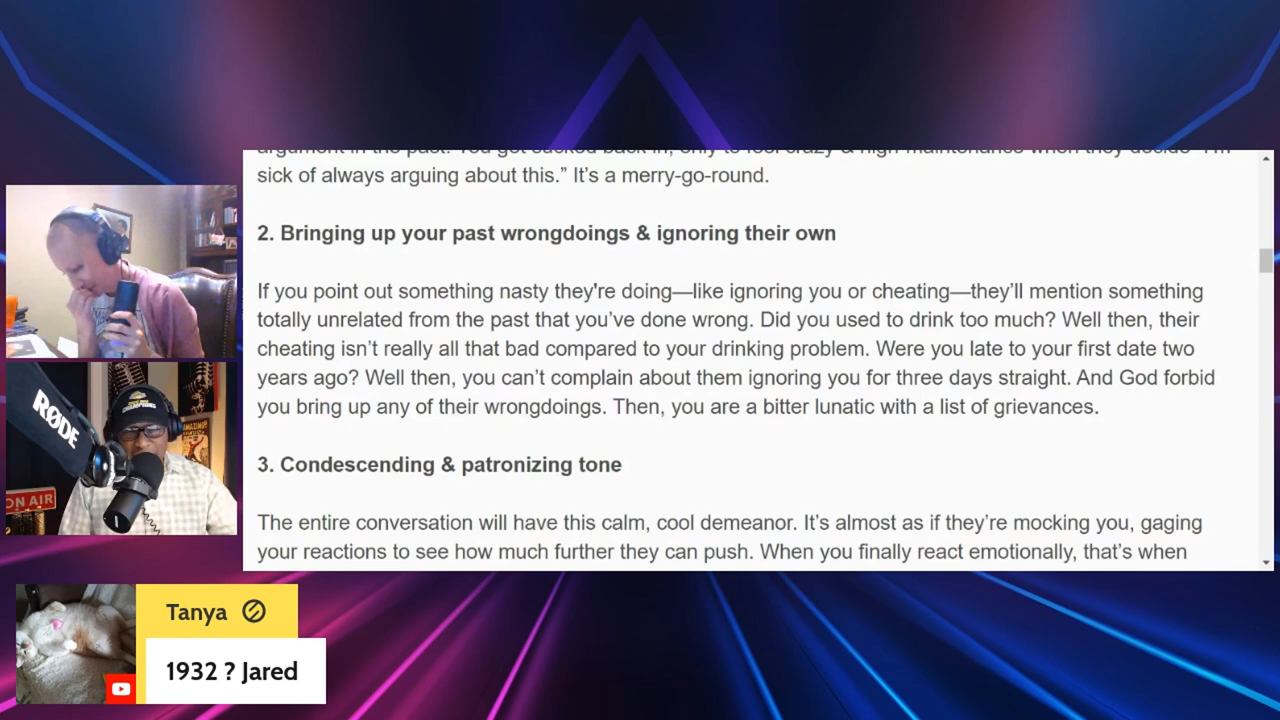 sick of always arguing about this.” It’s a merry-go-round.
2. Bringing up your past wrongdoings & ignoring their own
If you point out something nasty they're doing—like ignoring you or cheating—they’ll mention something
totally unrelated from the past that you’ve done wrong. Did you used to drink too much? Well then, their
cheating isn’t really all that bad compared to your drinking problem. Were you late to your first date two
years ago? Well then, you can’t complain about them ignoring you for three days straight. And God forbid
you bring up any of their wrongdoings. Then, you are a bitter lunatic with a list of grievances.
3. Condescending & patronizing tone
The entire conversation will have this calm, cool demeanor. It’s almost as if they’re mocking you, gaging
your reactions to see how much further they can push. When you finally react emotionally, that’s when
RØDE
CHAMPIONS
ON AIR
Tanya
1932 ? Jared